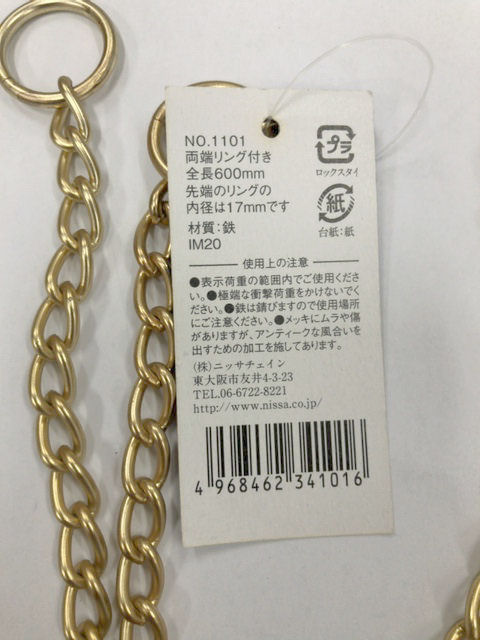 NO.1101
両端リング付き
全長600mm
先端のリングの
内径は17mmです
材質:鉄
IM20
プラ
ロックスタイ
紙
台紙:紙
使用上の注意
●表示荷重の範囲内でご使用くださ
い。●極端な衝撃荷重をかけないでく
ださい。●鉄は錆びますので使用場所
にご注意ください。●メッキにムラや傷
がありますが、アンティークな風合いを
出すための加工を施してあります。
(株)ニッサチェイン
東大阪市友井4-3-23
TEL.06-6722-8221
http://www.nissa.co.jp/
4 968462 341016